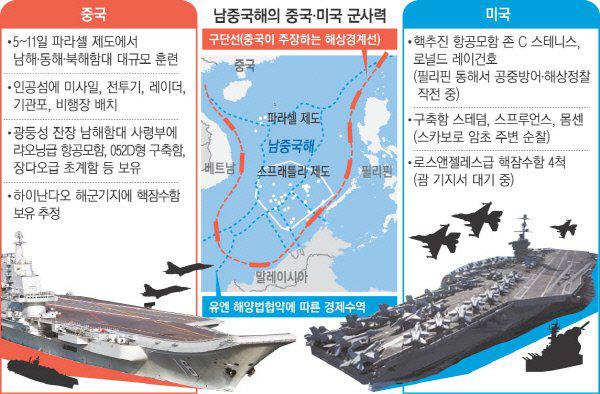 중국
•5~11일 파라셀 제도에서
남해·동해·북해함대 대규모 훈련
•인공섬에 미사일, 전투기, 레이더,
기관포, 비행장 배치
•광둥성 잔장 남해함대 사령부에
랴오닝급 항공모함, 052D형 구축함,
장다오급 초계함 등 보유
•하이난다오 해군기지에 핵잠수함
보유 추정
남중국해의 중국·미국 군사력
구단선(중국이 주장하는 해상경계선)
중국
파라셀 제도
남중국해
베트남
스프래틀리 제도
필리핀
말레이시아
유엔 해양법협약에 따른 경제수역
미국
•핵추진 항공모함 존 C 스테니스,
로널드 레이건호
(필리핀 동해서 공중방어·해상정찰
작전 중)
•구축함 스테덤, 스프루언스, 몸센
(스카보로 암초 주변 순찰)
•로스앤젤레스급 핵잠수함 4척
(괌 기지서 대기 중)
16